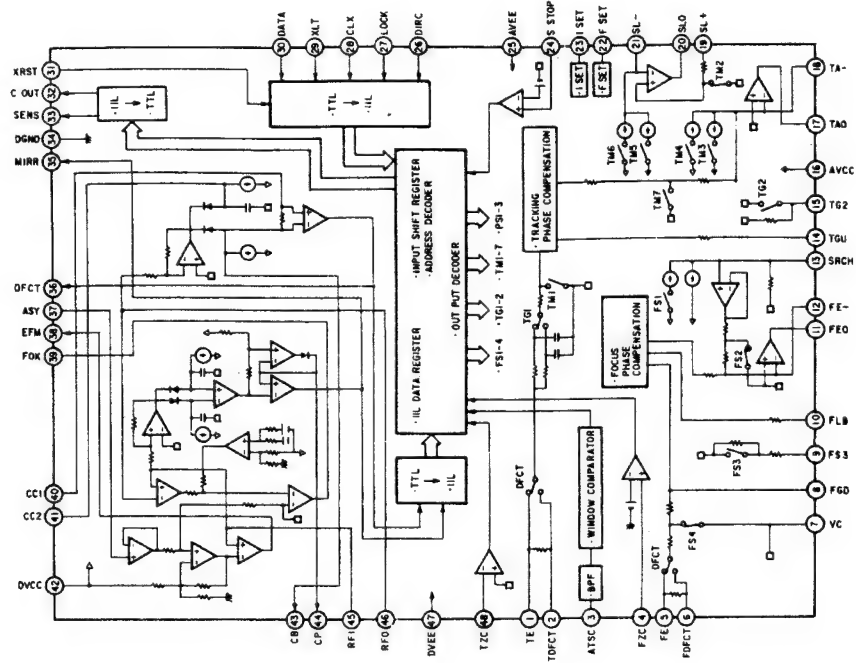 30 DATA
29 XLT
28 CLX
27 LOCK
26 DIRC
25 AVEE
24 S STOP
23 I SET
22 F SET
21 SL-
20 SLO
19 SL+
XRST 31
C OUT 32
SENS 33
DGND 34
MIRR 35
DFCT 36
ASY 37
EFM 38
FOK 39
CC1 40
CC2 41
DVCC 42
·IIL → ·TTL
·TTL → ·IIL
·I SET
·F SET
TM2
TM6
TM5
TM4
TM3
TM7
TG2
18 TA-
17 TAO
16 AVCC
15 TG2
14 TGU
13 SRCH
12 FE-
11 FEO
10 FLB
9 FS3
8 FGD
7 VC
·IIL DATA REGISTER
·INPUT SHIFT REGISTER
·ADDRESS DECODER
·OUT PUT DECODER
·FS1-4
·TG1-2
·TM1-7
·PS1-3
·TRACKING PHASE COMPENSATION
TG1
TM1
·FOCUS PHASE COMPENSATION
FS1
FS2
FS3
FS4
DFCT
DFCT
·TTL → ·IIL
·WINDOW COMPARATOR
·BPF
CB 43
CP 44
RFI 45
RFO 46
DVEE 47
TZC 48
TE 1
TDFCT 2
ATSC 3
FZC 4
FE 5
FDFCT 6